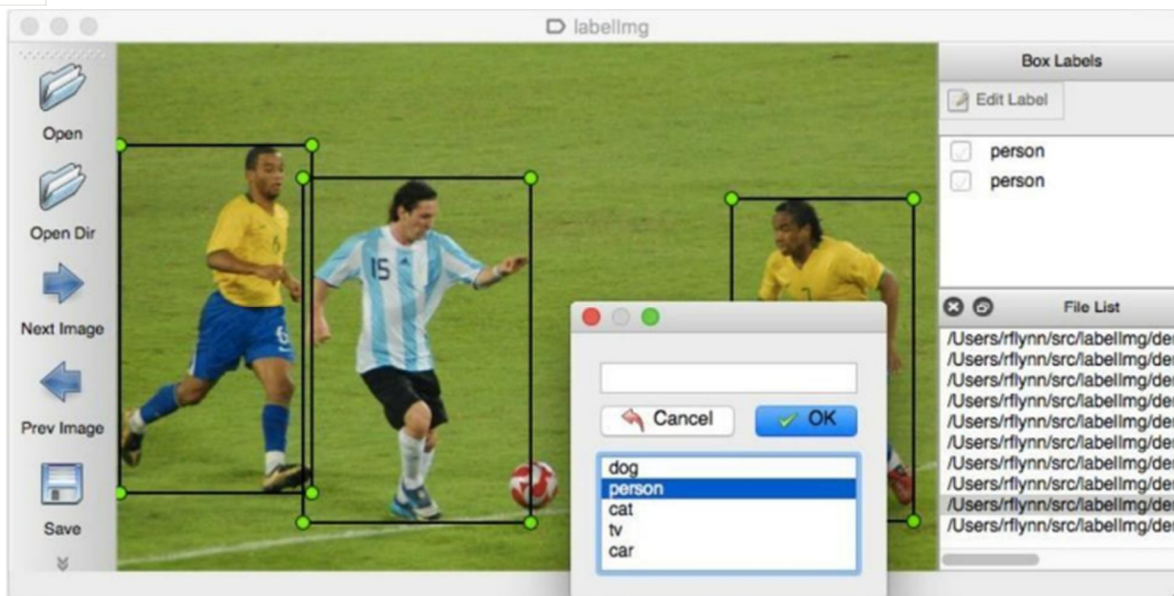 labelImg
Open
Open Dir
Next Image
Prev Image
Save
Box Labels
Edit Label
person
person
File List
/Users/rflynn/src/labelImg/de
/Users/rflynn/src/labelImg/de
/Users/rflynn/src/labelImg/de
/Users/rflynn/src/labelImg/de
/Users/rflynn/src/labelImg/de
/Users/rflynn/src/labelImg/de
/Users/rflynn/src/labelImg/de
/Users/rflynn/src/labelImg/de
/Users/rflynn/src/labelImg/de
/Users/rflynn/src/labelImg/de
Cancel
OK
dog
person
cat
tv
car
6
6
15